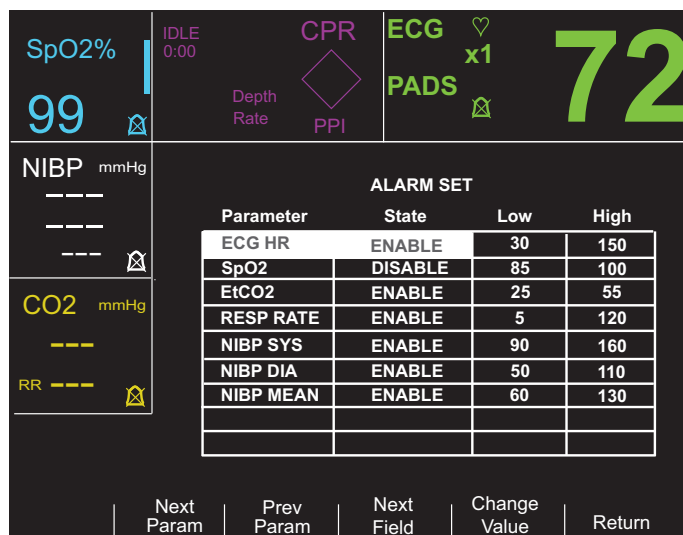 SpO2%
99
IDLE
0:00
CPR
Depth
Rate
PPI
ECG
x1
PADS
72
NIBP mmHg
---
---
---
CO2 mmHg
---
RR ---
ALARM SET
Parameter State Low High
ECG HR ENABLE 30 150
SpO2 DISABLE 85 100
EtCO2 ENABLE 25 55
RESP RATE ENABLE 5 120
NIBP SYS ENABLE 90 160
NIBP DIA ENABLE 50 110
NIBP MEAN ENABLE 60 130
Next Param
Prev Param
Next Field
Change Value
Return